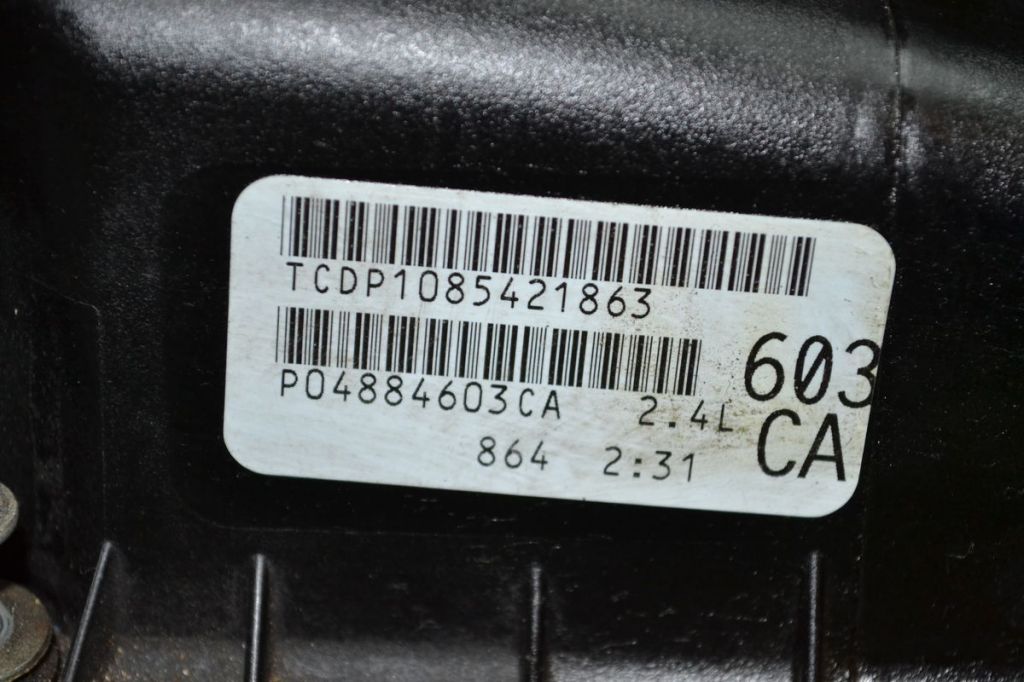 TCDP1085421863
P04884603CA 2.4L
864 2:31
603
CA